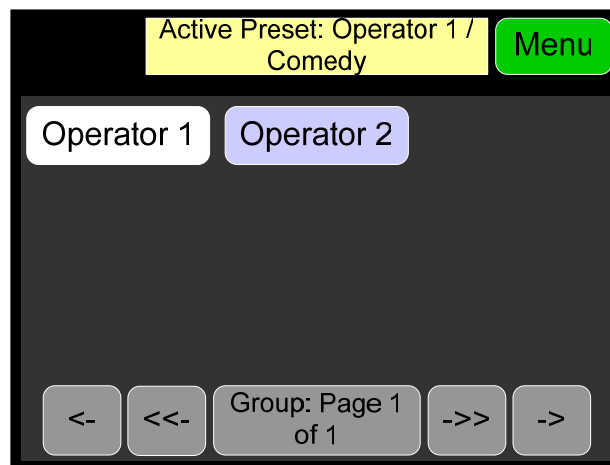 Active Preset: Operator 1 /
Comedy
Menu
Operator 1
Operator 2
<-
<<-
Group: Page 1
of 1
->>
->